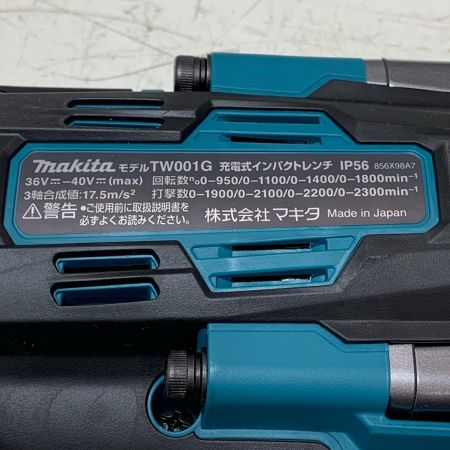 makita モデル TW001G 充電式インパクトレンチ IP56 856X98A7
36V⎓−40V⎓(max) 回転数n₀0-950/0-1100/0-1400/0-1800min⁻¹
3軸合成値:17.5m/s² 打撃数0-1900/0-2100/0-2200/0-2300min⁻¹
⚠警告 •ご使用前に取扱説明書を
必ずよくお読みください。 株式会社 マキタ Made in Japan